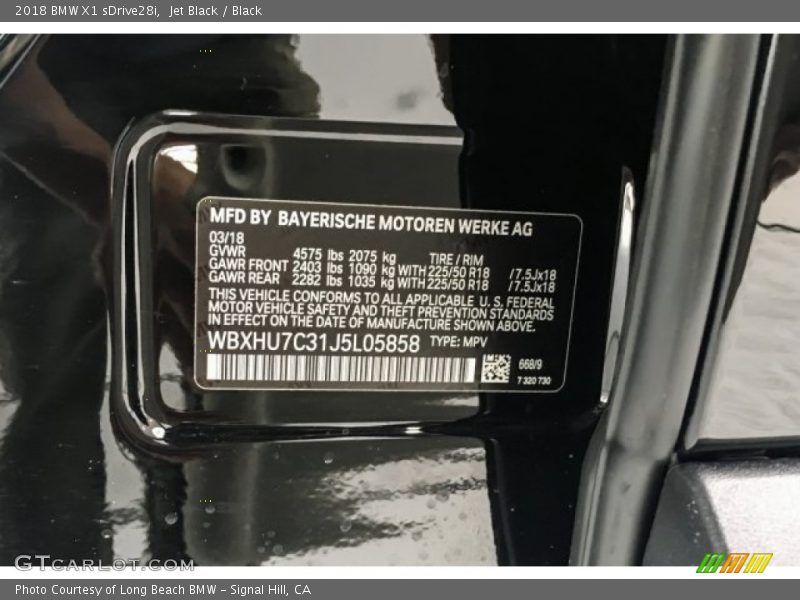 2018 BMW X1 sDrive28i,  Jet Black / Black
MFD BY BAYERISCHE MOTOREN WERKE AG
03/18
GVWR 4575 lbs 2075 kg TIRE / RIM
GAWR FRONT 2403 lbs 1090 kg WITH 225/50 R18 /7.5Jx18
GAWR REAR 2282 lbs 1035 kg WITH 225/50 R18 /7.5Jx18
THIS VEHICLE CONFORMS TO ALL APPLICABLE U.S. FEDERAL
MOTOR VEHICLE SAFETY AND THEFT PREVENTION STANDARDS
IN EFFECT ON THE DATE OF MANUFACTURE SHOWN ABOVE.
WBXHU7C31J5L05858 TYPE: MPV
668/9
7 320 730
GTCARLOT.COM
Photo Courtesy of Long Beach BMW - Signal Hill, CA